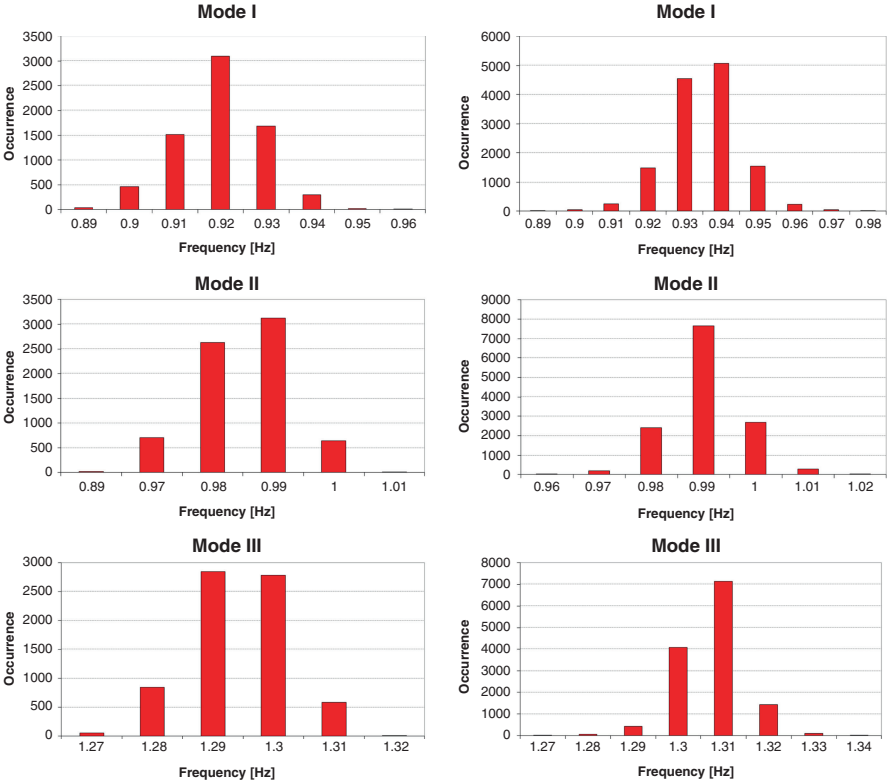 Mode I
3500
3000
2500
2000
1500
1000
500
0
Occurrence
0.89 0.9 0.91 0.92 0.93 0.94 0.95 0.96
Frequency [Hz]
Mode I
6000
5000
4000
3000
2000
1000
0
Occurrence
0.89 0.9 0.91 0.92 0.93 0.94 0.95 0.96 0.97 0.98
Frequency [Hz]
Mode II
3500
3000
2500
2000
1500
1000
500
0
Occurrence
0.89 0.97 0.98 0.99 1 1.01
Frequency [Hz]
Mode II
9000
8000
7000
6000
5000
4000
3000
2000
1000
0
Occurrence
0.96 0.97 0.98 0.99 1 1.01 1.02
Frequency [Hz]
Mode III
3000
2500
2000
1500
1000
500
0
Occurrence
1.27 1.28 1.29 1.3 1.31 1.32
Frequency [Hz]
Mode III
8000
7000
6000
5000
4000
3000
2000
1000
0
Occurrence
1.27 1.28 1.29 1.3 1.31 1.32 1.33 1.34
Frequency [Hz]